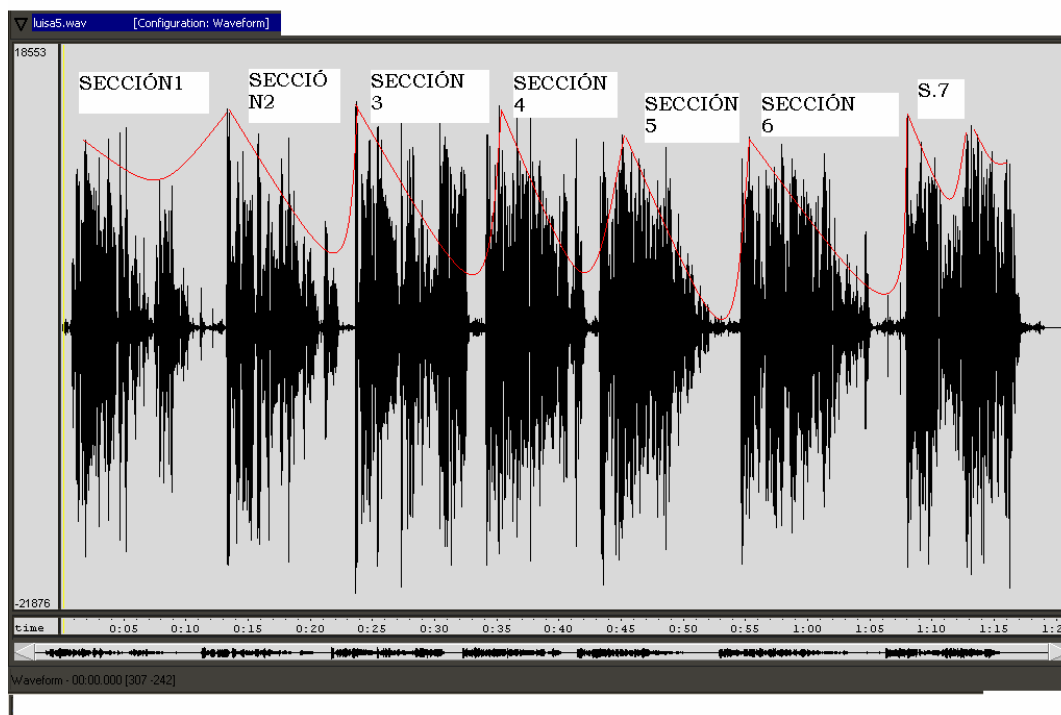 luisa5.wav [Configuration: Waveform]
18553
SECCIÓN1
SECCIÓ
N2
SECCIÓN
3
SECCIÓN
4
SECCIÓN
5
SECCIÓN
6
S.7
-21876
time 0:05 0:10 0:15 0:20 0:25 0:30 0:35 0:40 0:45 0:50 0:55 1:00 1:05 1:10 1:15 1:2
Waveform - 00:00.000 [307 -242]